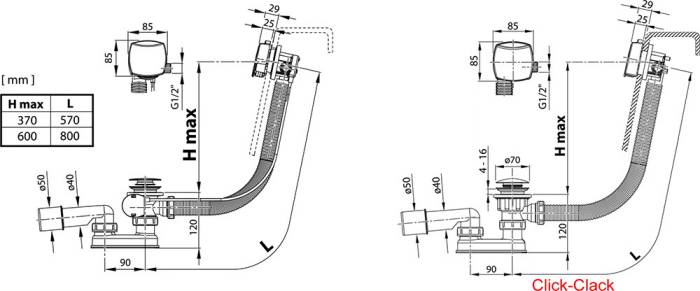 85
29
25
85
G1/2"
[ mm ]
H max L
370 570
600 800
H max
ø50
ø40
120
L
90
85
29
25
85
G1/2"
H max
4 - 16
ø70
ø50
ø40
120
L
90
Click-Clack